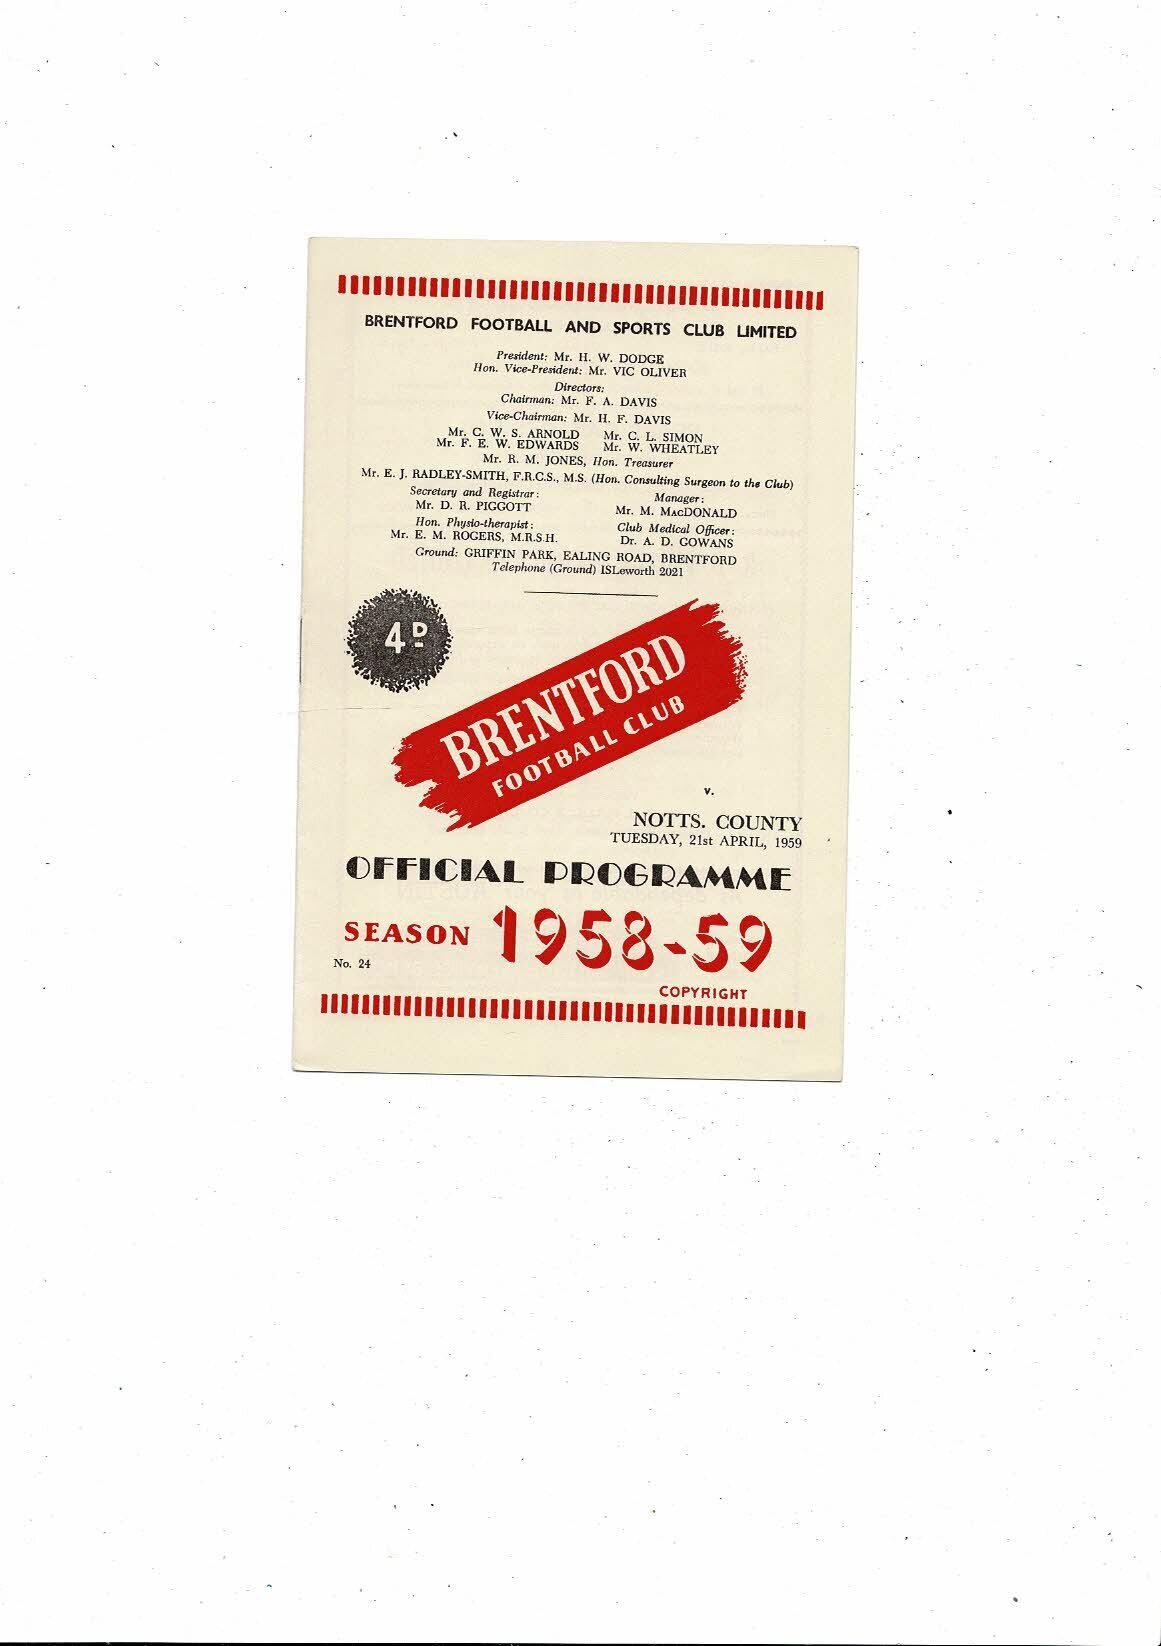 BRENTFORD FOOTBALL AND SPORTS CLUB LIMITED
President: Mr. H. W. DODGE
Hon. Vice-President: Mr. VIC OLIVER
Directors:
Chairman: Mr. F. A. DAVIS
Vice-Chairman: Mr. H. F. DAVIS
Mr. C. W. S. ARNOLD Mr. C. L. SIMON
Mr. F. E. W. EDWARDS Mr. W. WHEATLEY
Mr. R. M. JONES, Hon. Treasurer
Mr. E. J. RADLEY-SMITH, F.R.C.S., M.S. (Hon. Consulting Surgeon to the Club)
Secretary and Registrar: Manager:
Mr. D. R. PIGGOTT Mr. M. MACDONALD
Hon. Physio-therapist: Club Medical Officer:
Mr. E. M. ROGERS, M.R.S.H. Dr. A. D. GOWANS
Ground: GRIFFIN PARK, EALING ROAD, BRENTFORD
Telephone (Ground) ISLeworth 2021
4D
BRENTFORD
FOOTBALL CLUB
v.
NOTTS. COUNTY
TUESDAY, 21st APRIL, 1959
OFFICIAL PROGRAMME
SEASON 1958-59
No. 24
COPYRIGHT